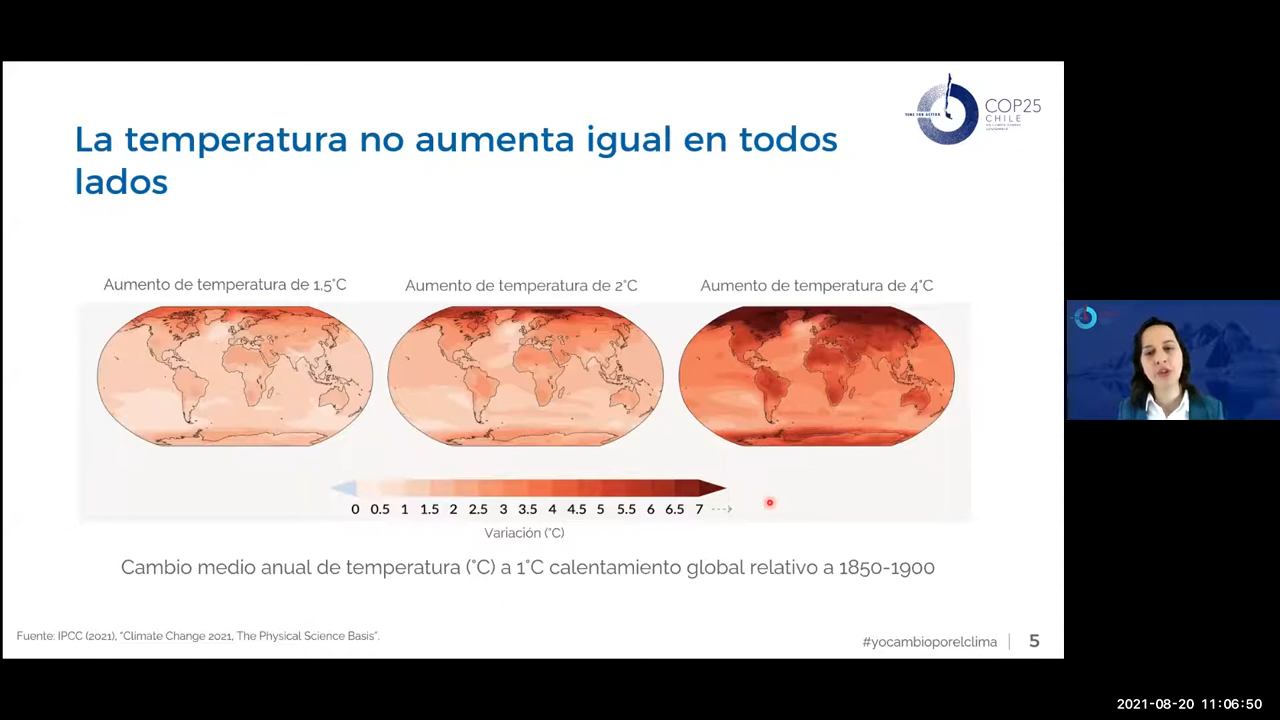 COP25
CHILE
TIME FOR ACTION
La temperatura no aumenta igual en todos
lados
Aumento de temperatura de 1,5°C
Aumento de temperatura de 2°C
Aumento de temperatura de 4°C
0 0.5 1 1.5 2 2.5 3 3.5 4 4.5 5 5.5 6 6.5 7
Variación (°C)
Cambio medio anual de temperatura (°C) a 1°C calentamiento global relativo a 1850-1900
Fuente: IPCC (2021), "Climate Change 2021, The Physical Science Basis".
#yocambioporelclima | 5
2021-08-20 11:06:50